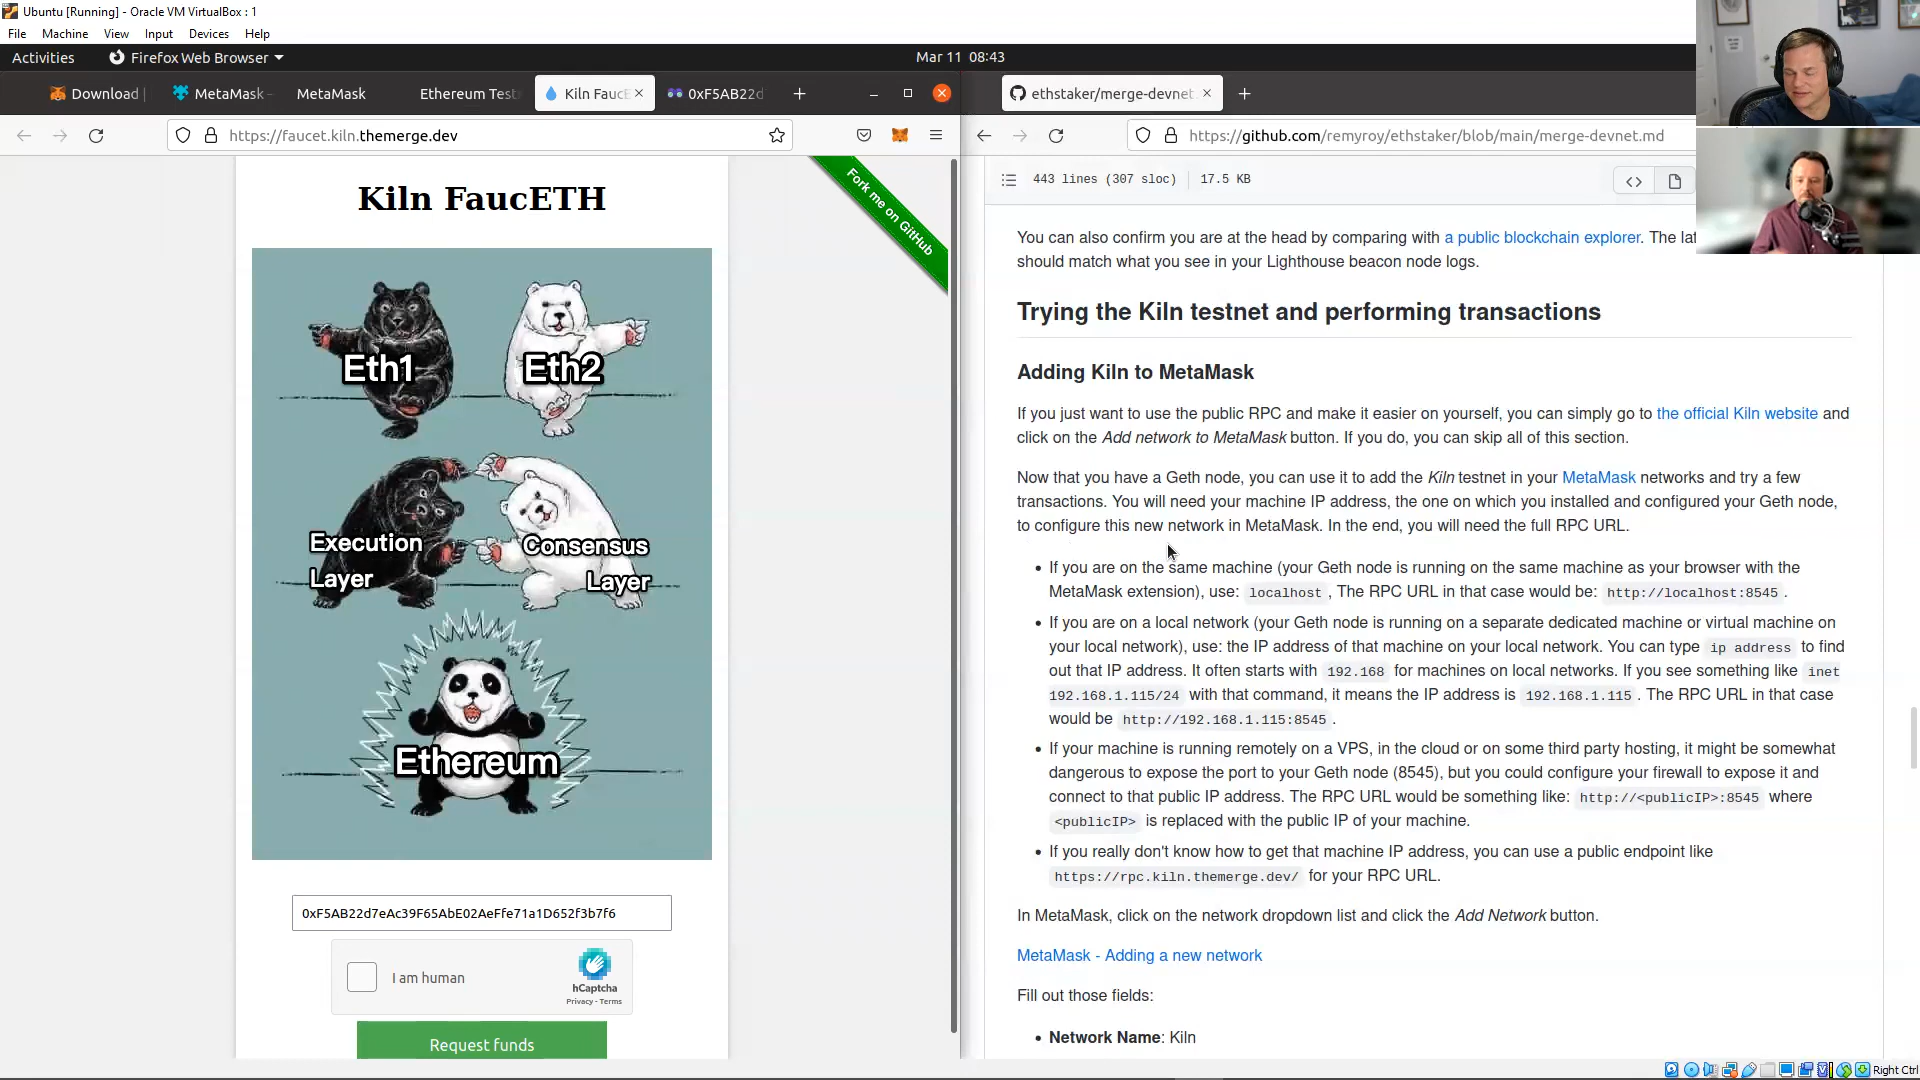 Ubuntu [Running] - Oracle VM VirtualBox : 1
File Machine View Input Devices Help
Activities Firefox Web Browser Mar 11 08:43
Download MetaMask - MetaMask Ethereum Test Kiln Fauc 0xF5AB22d
ethstaker/merge-devnet
https://faucet.kiln.themerge.dev
https://github.com/remyroy/ethstaker/blob/main/merge-devnet.md
Kiln FaucETH
Fork me on GitHub
Eth1
Eth2
Execution
Layer
Consensus
Layer
Ethereum
0xF5AB22d7eAc39F65AbE02AeFfe71a1D652f3b7f6
I am human
hCaptcha
Privacy - Terms
Request funds
443 lines (307 sloc) 17.5 KB
You can also confirm you are at the head by comparing with a public blockchain explorer. The lat
should match what you see in your Lighthouse beacon node logs.
Trying the Kiln testnet and performing transactions
Adding Kiln to MetaMask
If you just want to use the public RPC and make it easier on yourself, you can simply go to the official Kiln website and
click on the Add network to MetaMask button. If you do, you can skip all of this section.
Now that you have a Geth node, you can use it to add the Kiln testnet in your MetaMask networks and try a few
transactions. You will need your machine IP address, the one on which you installed and configured your Geth node,
to configure this new network in MetaMask. In the end, you will need the full RPC URL.
• If you are on the same machine (your Geth node is running on the same machine as your browser with the
MetaMask extension), use: localhost , The RPC URL in that case would be: http://localhost:8545 .
• If you are on a local network (your Geth node is running on a separate dedicated machine or virtual machine on
your local network), use: the IP address of that machine on your local network. You can type ip address to find
out that IP address. It often starts with 192.168 for machines on local networks. If you see something like inet
192.168.1.115/24 with that command, it means the IP address is 192.168.1.115 . The RPC URL in that case
would be http://192.168.1.115:8545 .
• If your machine is running remotely on a VPS, in the cloud or on some third party hosting, it might be somewhat
dangerous to expose the port to your Geth node (8545), but you could configure your firewall to expose it and
connect to that public IP address. The RPC URL would be something like: http://<publicIP>:8545 where
<publicIP> is replaced with the public IP of your machine.
• If you really don't know how to get that machine IP address, you can use a public endpoint like
https://rpc.kiln.themerge.dev/ for your RPC URL.
In MetaMask, click on the network dropdown list and click the Add Network button.
MetaMask - Adding a new network
Fill out those fields:
• Network Name: Kiln
Right Ctrl